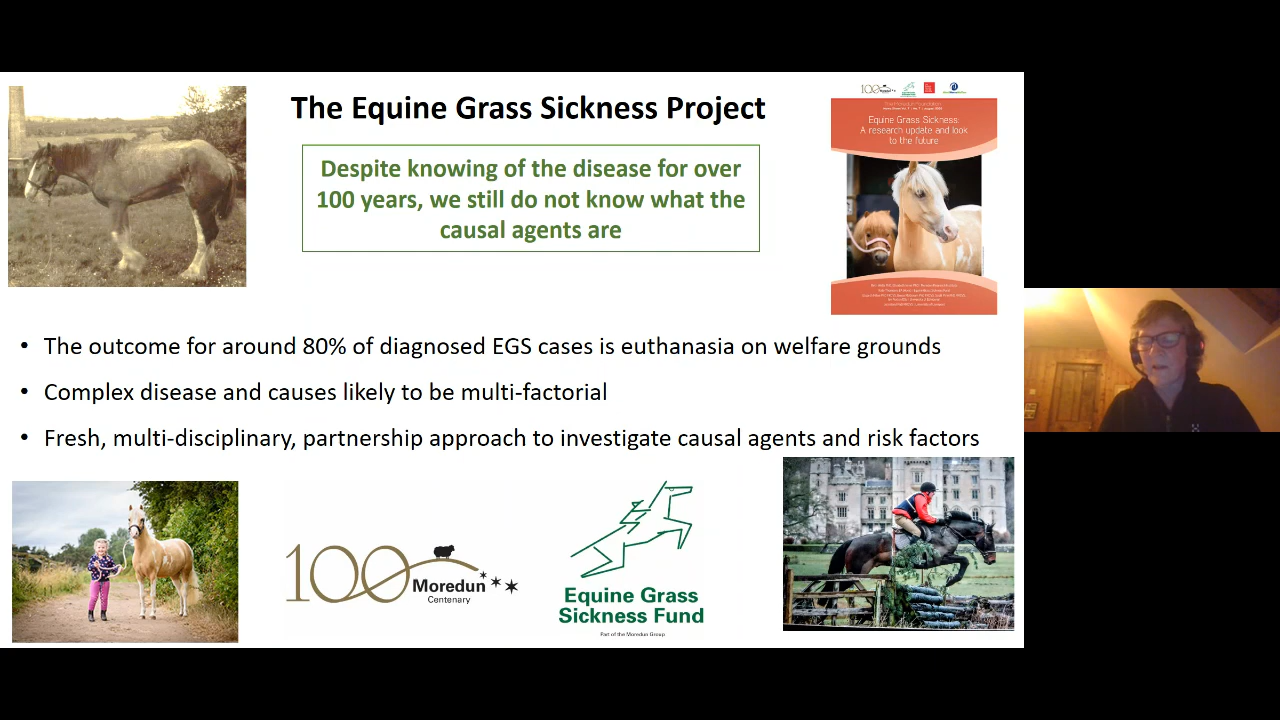 The Equine Grass Sickness Project
Despite knowing of the disease for over
100 years, we still do not know what the
causal agents are
Equine Grass Sickness:
A research update and look
to the future
• The outcome for around 80% of diagnosed EGS cases is euthanasia on welfare grounds
• Complex disease and causes likely to be multi-factorial
• Fresh, multi-disciplinary, partnership approach to investigate causal agents and risk factors
100
Moredun
Centenary
Equine Grass
Sickness Fund
Part of the Moredun Group